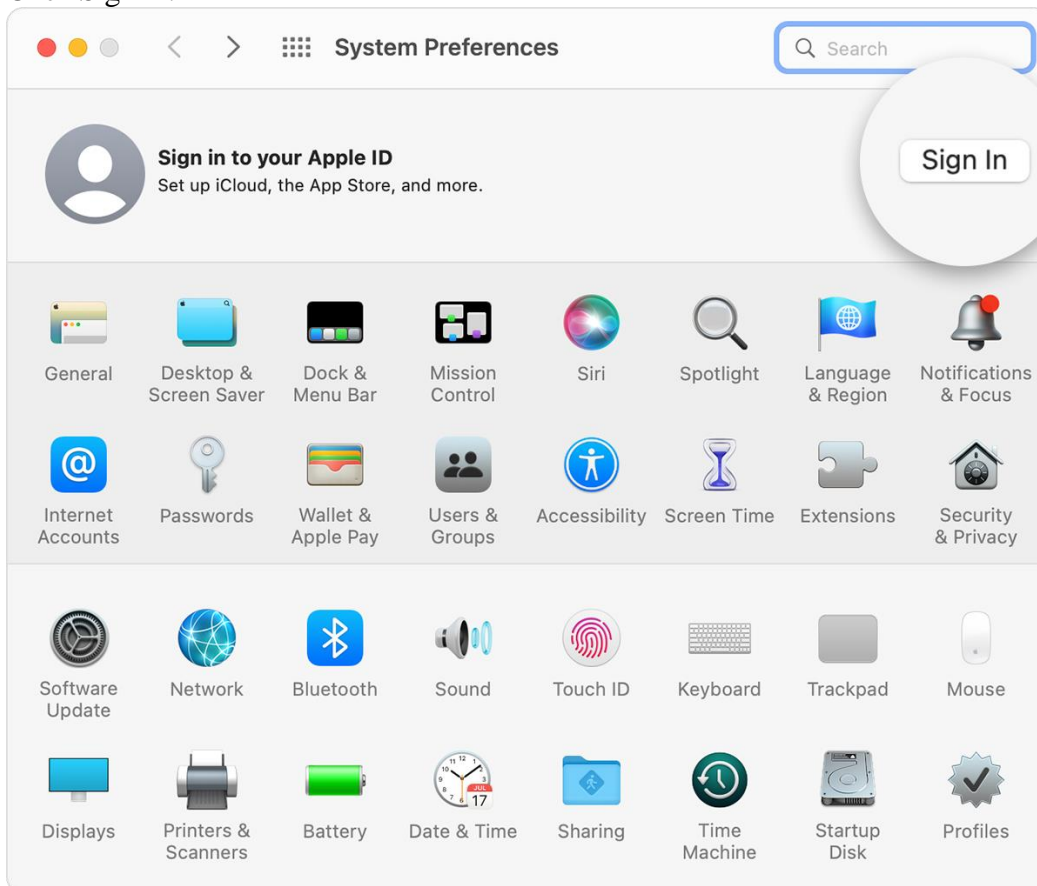 System Preferences
Search
Sign in to your Apple ID
Set up iCloud, the App Store, and more.
Sign In
General
Desktop &
Screen Saver
Dock &
Menu Bar
Mission
Control
Siri
Spotlight
Language
& Region
Notifications
& Focus
Internet
Accounts
Passwords
Wallet &
Apple Pay
Users &
Groups
Accessibility
Screen Time
Extensions
Security
& Privacy
Software
Update
Network
Bluetooth
Sound
Touch ID
Keyboard
Trackpad
Mouse
Displays
Printers &
Scanners
Battery
JUL
17
Date & Time
Sharing
Time
Machine
Startup
Disk
Profiles